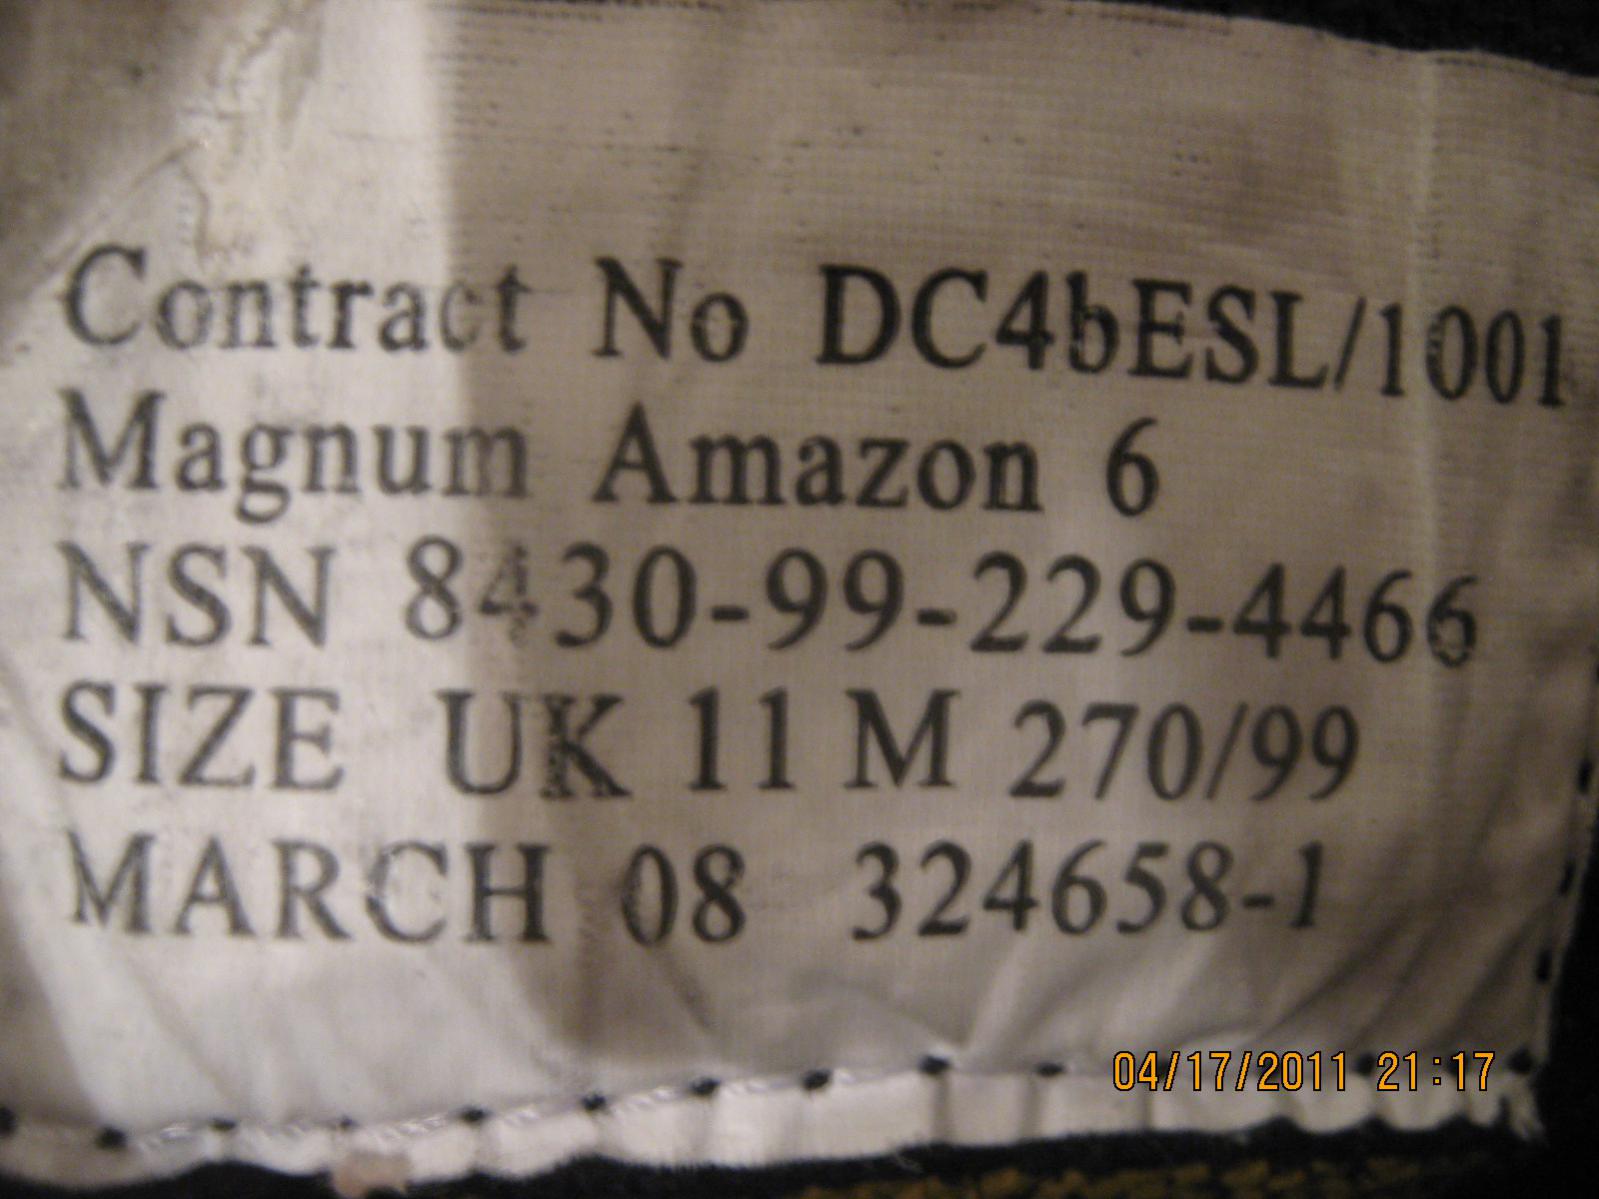 Contract No DC4bESL/1001
Magnum Amazon 6
NSN 8430-99-229-4466
SIZE UK 11 M 270/99
MARCH 08 324658-1
04/17/2011 21:17